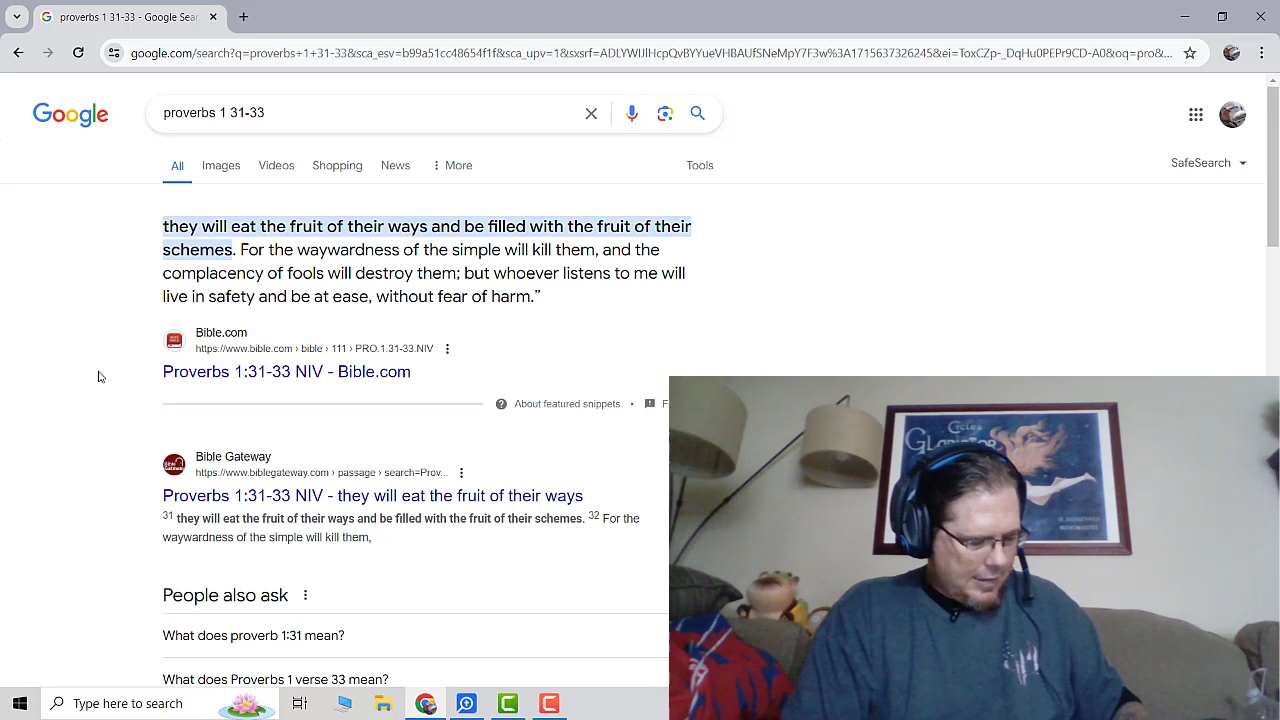 proverbs 1 31-33 - Google Sear
google.com/search?q=proverbs+1+31-33&sca_esv=b99a51cc48654f1f&sca_upv=1&sxsrf=ADLYWIJlHcpQvBYYueVHBAUfSNeMpY7F3w%3A1715637326245&ei=ToxCZp-_DqHu0PEPr9CD-A0&oq=pro&...
Google
proverbs 1 31-33
All Images Videos Shopping News More Tools
SafeSearch
they will eat the fruit of their ways and be filled with the fruit of their
schemes. For the waywardness of the simple will kill them, and the
complacency of fools will destroy them; but whoever listens to me will
live in safety and be at ease, without fear of harm.”
Bible.com
https://www.bible.com › bible › 111 › PRO.1.31-33.NIV
Proverbs 1:31-33 NIV - Bible.com
About featured snippets • F
Bible Gateway
https://www.biblegateway.com › passage › search=Prov...
Proverbs 1:31-33 NIV - they will eat the fruit of their ways
31 they will eat the fruit of their ways and be filled with the fruit of their schemes. 32 For the
waywardness of the simple will kill them,
People also ask
What does proverb 1:31 mean?
What does Proverbs 1 verse 33 mean?
Cycles
GLADIATOR
Type here to search